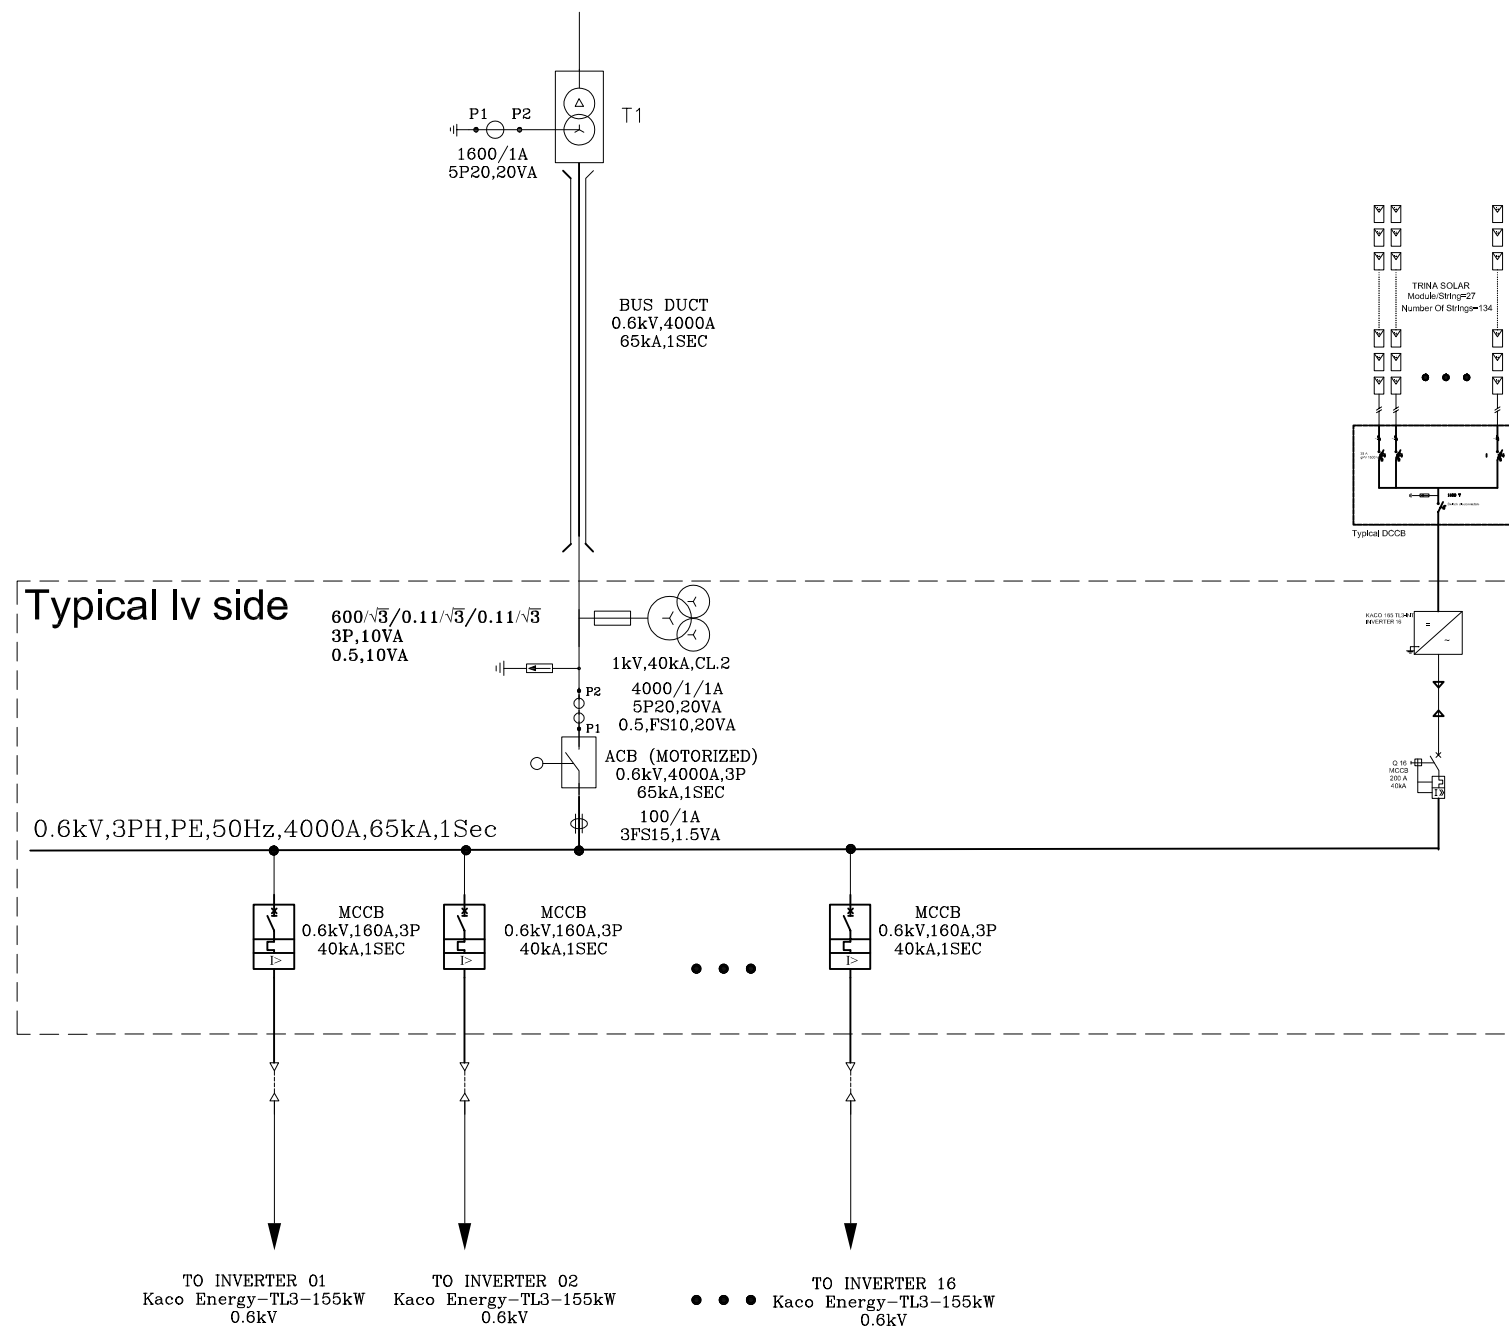 T1
P1 P2
1600/1A
5P20,20VA
BUS DUCT
0.6kV,4000A
65kA,1SEC
TRINA SOLAR
Module/String=27
Number Of Strings=134
Typical DCCB
Typical lv side
600/√3/0.11/√3/0.11/√3
3P,10VA
0.5,10VA
1kV,40kA,CL.2
P2
4000/1/1A
5P20,20VA
0.5,FS10,20VA
P1
ACB (MOTORIZED)
0.6kV,4000A,3P
65kA,1SEC
100/1A
3FS15,1.5VA
INVERTER 16
Q 16
MCCB
200 A
40kA
I>>
0.6kV,3PH,PE,50Hz,4000A,65kA,1Sec
MCCB
0.6kV,160A,3P
40kA,1SEC
I>
MCCB
0.6kV,160A,3P
40kA,1SEC
I>
MCCB
0.6kV,160A,3P
40kA,1SEC
I>
TO INVERTER 01
Kaco Energy-TL3-155kW
0.6kV
TO INVERTER 02
Kaco Energy-TL3-155kW
0.6kV
TO INVERTER 16
Kaco Energy-TL3-155kW
0.6kV